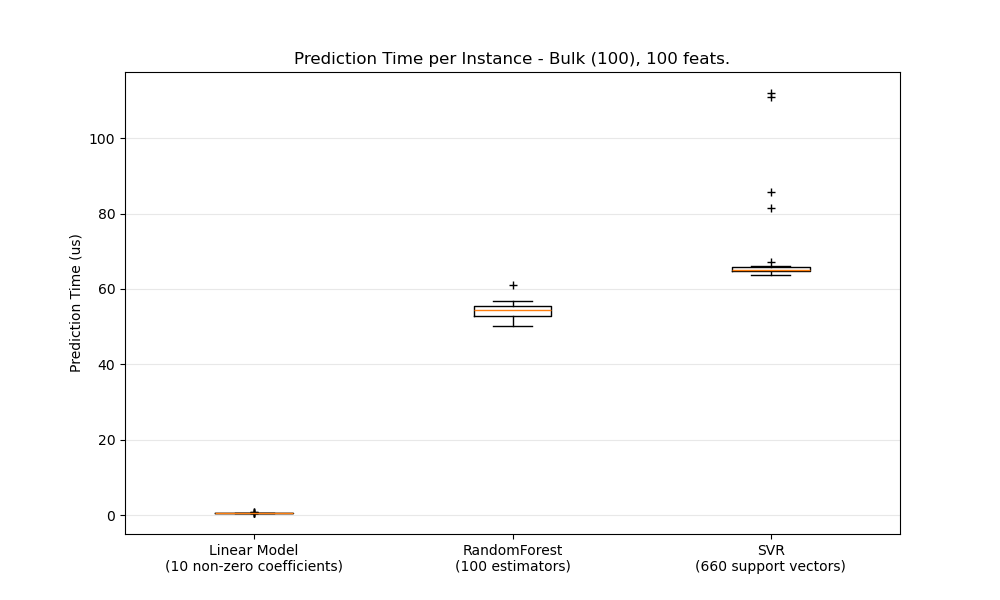 Prediction Time per Instance - Bulk (100), 100 feats.
Prediction Time (us)
100
80
60
40
20
0
Linear Model
(10 non-zero coefficients)
RandomForest
(100 estimators)
SVR
(660 support vectors)